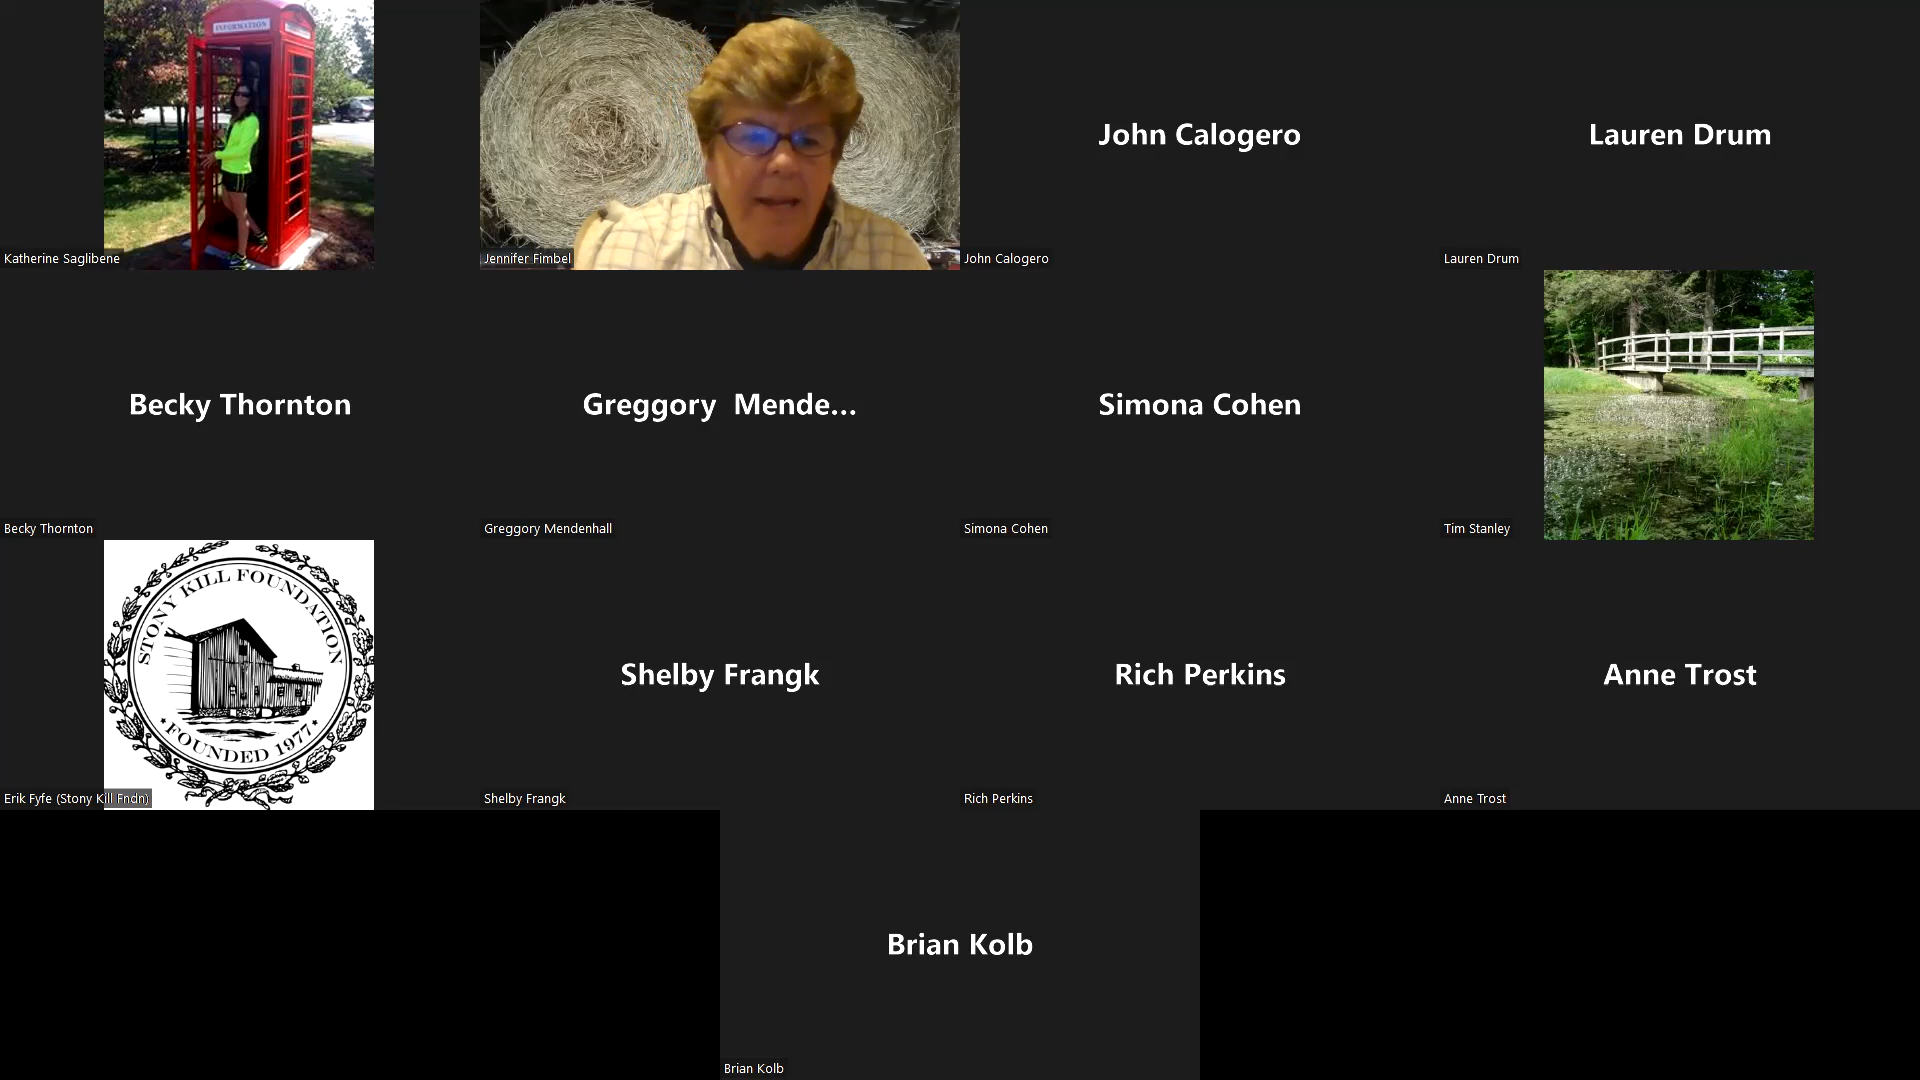 INFORMATION
Katherine Saglibene
Jennifer Fimbel
John Calogero
John Calogero
Lauren Drum
Lauren Drum
Becky Thornton
Becky Thornton
Greggory  Mende...
Greggory Mendenhall
Simona Cohen
Simona Cohen
Tim Stanley
STONY KILL FOUNDATION
FOUNDED 1977
Erik Fyfe (Stony Kill Fndn)
Shelby Frangk
Shelby Frangk
Rich Perkins
Rich Perkins
Anne Trost
Anne Trost
Brian Kolb
Brian Kolb